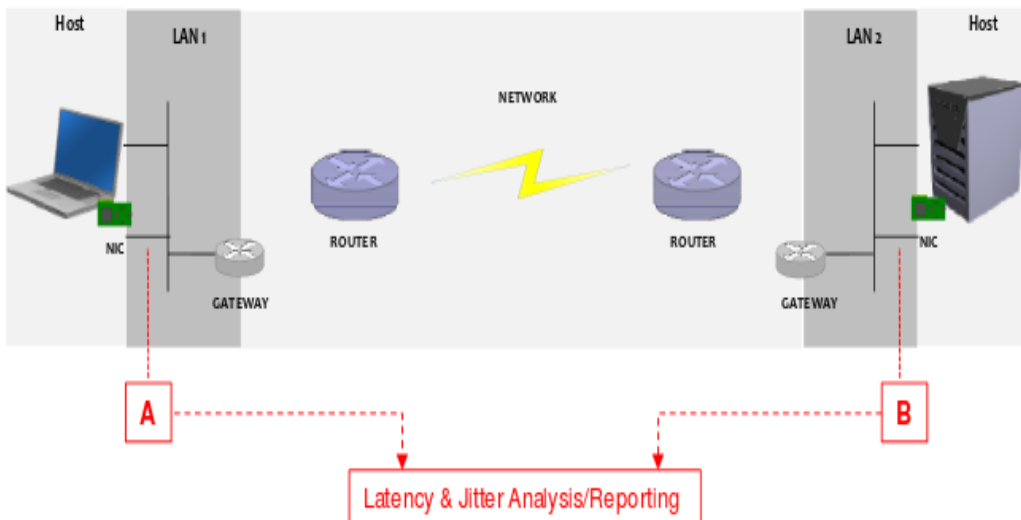 Host
LAN 1
NETWORK
LAN 2
Host
NIC
ROUTER
ROUTER
NIC
GATEWAY
GATEWAY
A
B
Latency & Jitter Analysis/Reporting